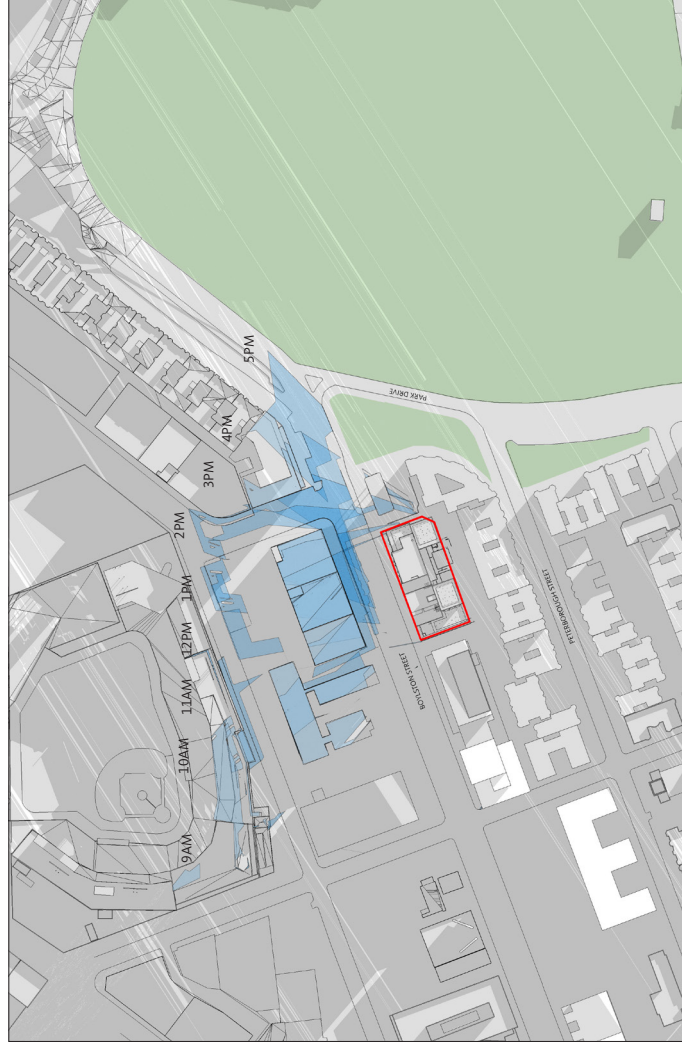 9AM
10AM
11AM
12PM
1PM
2PM
3PM
4PM
5PM
PARK DRIVE
BOYLSTON STREET
PETERBOROUGH STREET